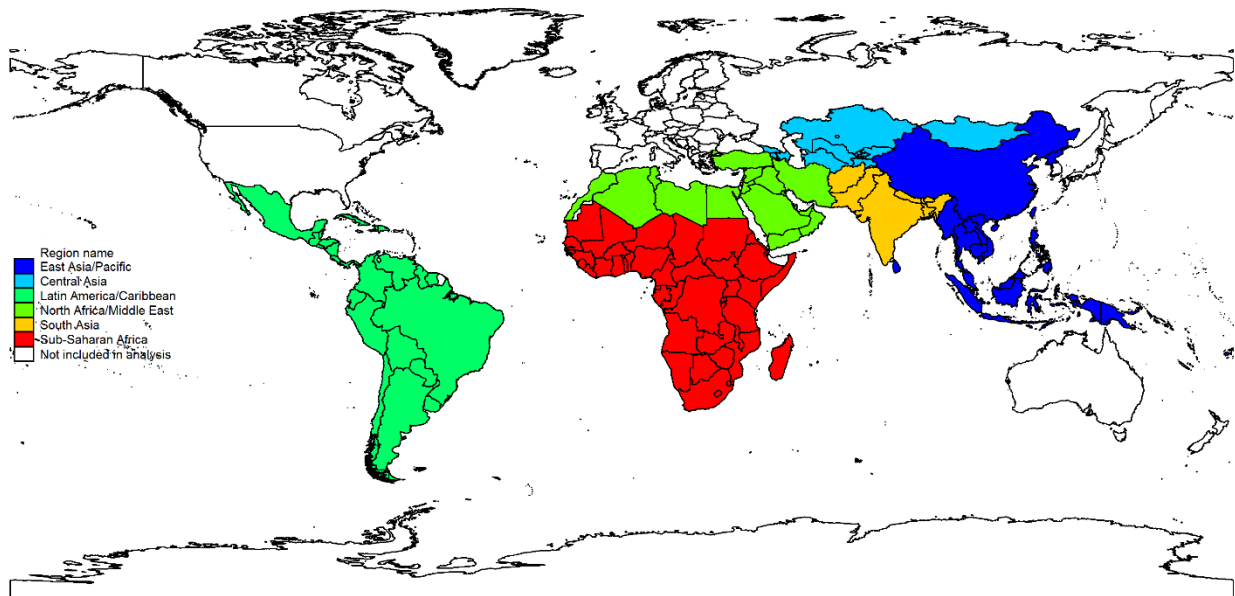 Region name
East Asia/Pacific
Central Asia
Latin America/Caribbean
North Africa/Middle East
South Asia
Sub-Saharan Africa
Not included in analysis